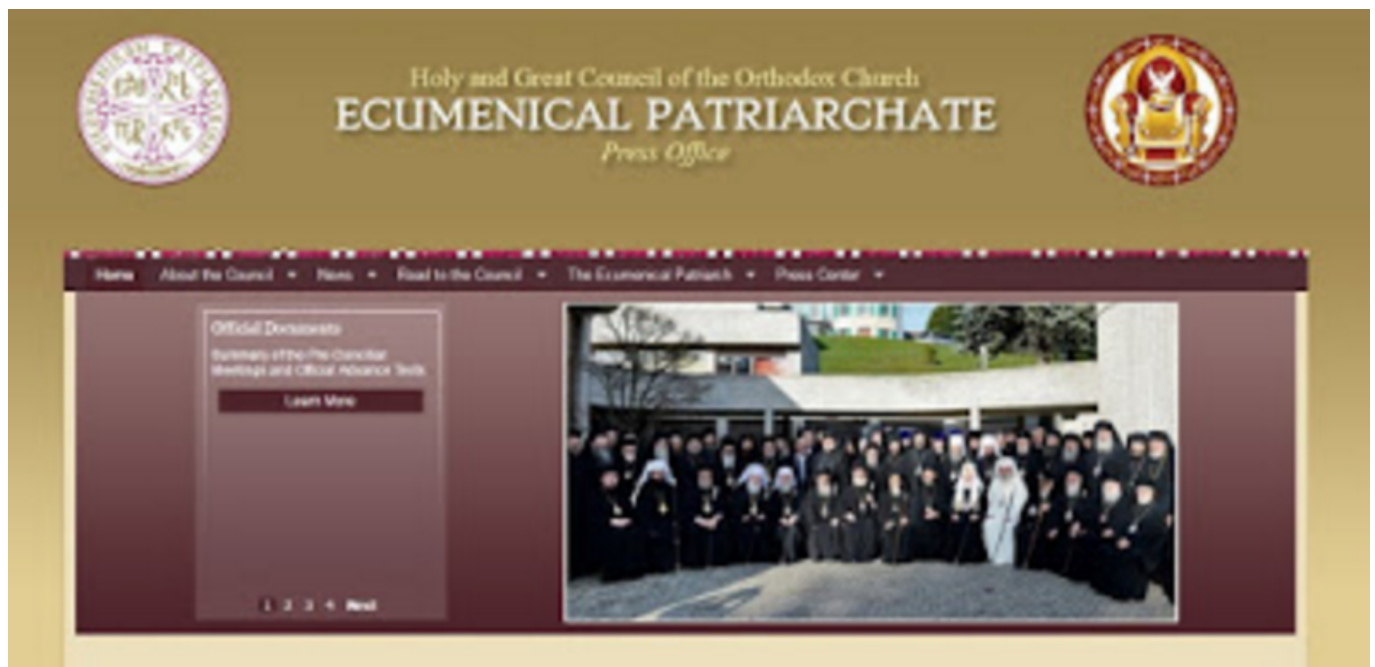 Holy and Great Council of the Orthodox Church
ECUMENICAL PATRIARCHATE
Press Office
Home About the Council News Road to the Council The Ecumenical Patriarch Press Center
Official Documents
Summary of the Pre-Conciliar
Meetings and Official Advance Texts
Learn More
1 2 3 4 Next